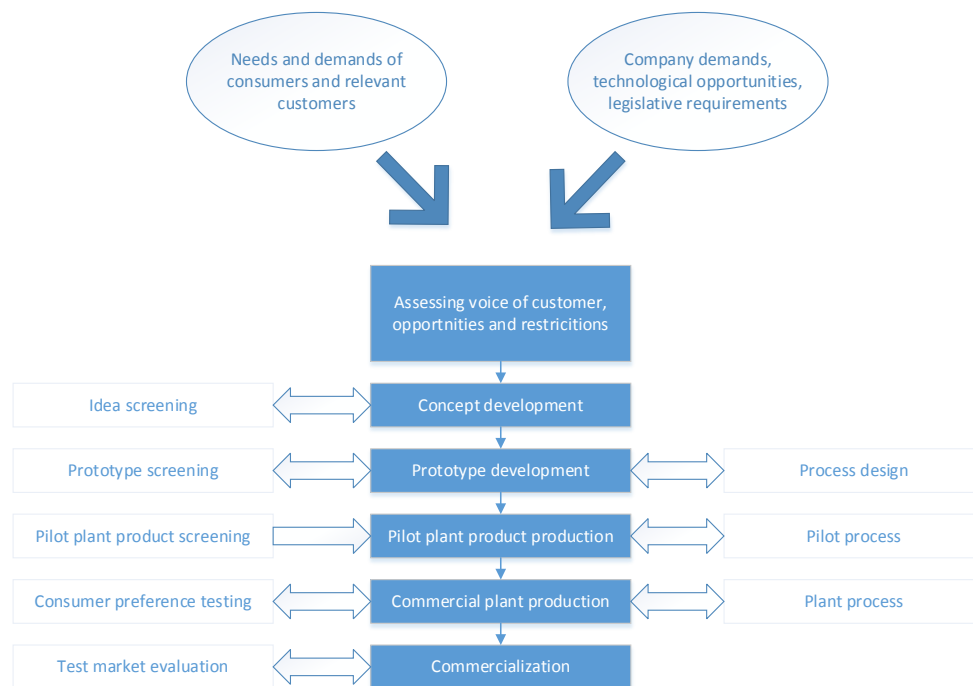 Needs and demands of
consumers and relevant
customers
Company demands,
technological opportunities,
legislative requirements
Assessing voice of customer,
opportnities and restricitions
Idea screening
Concept development
Prototype screening
Prototype development
Process design
Pilot plant product screening
Pilot plant product production
Pilot process
Consumer preference testing
Commercial plant production
Plant process
Test market evaluation
Commercialization